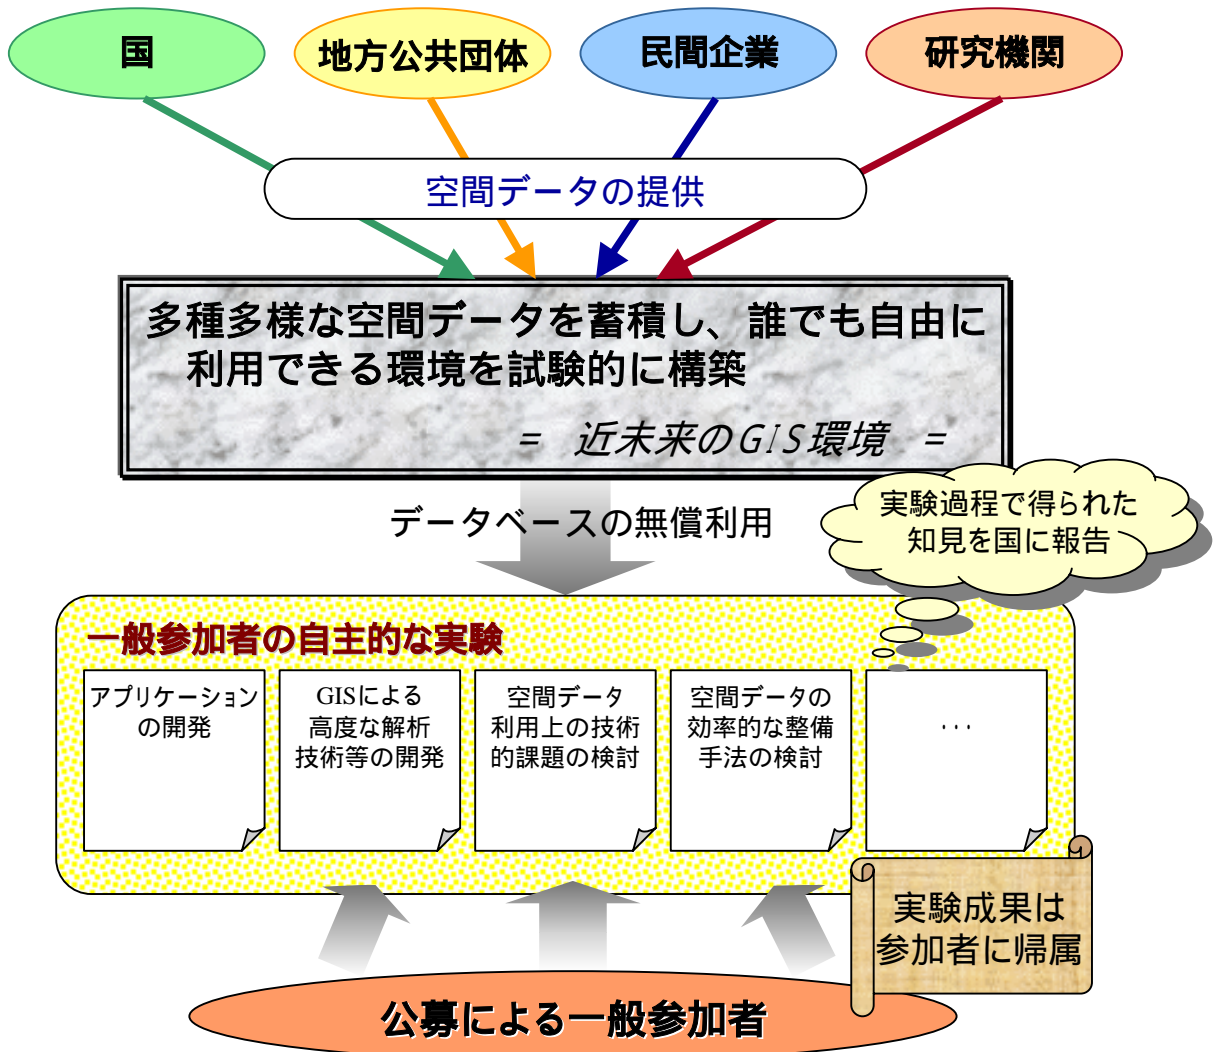 国
地方公共団体
民間企業
研究機関
空間データの提供
多種多様な空間データを蓄積し、誰でも自由に
利用できる環境を試験的に構築
= 近未来のGIS環境 =
データベースの無償利用
実験過程で得られた
知見を国に報告
一般参加者の自主的な実験
アプリケーション
の開発
GISによる
高度な解析
技術等の開発
空間データ
利用上の技術
的課題の検討
空間データの
効率的な整備
手法の検討
...
実験成果は
参加者に帰属
公募による一般参加者